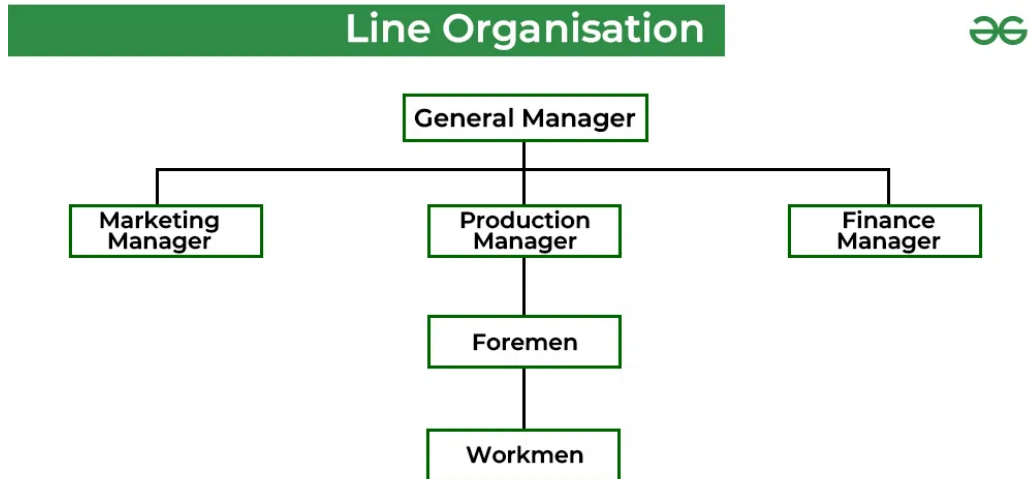 Line Organisation
General Manager
Marketing
Manager
Production
Manager
Finance
Manager
Foremen
Workmen